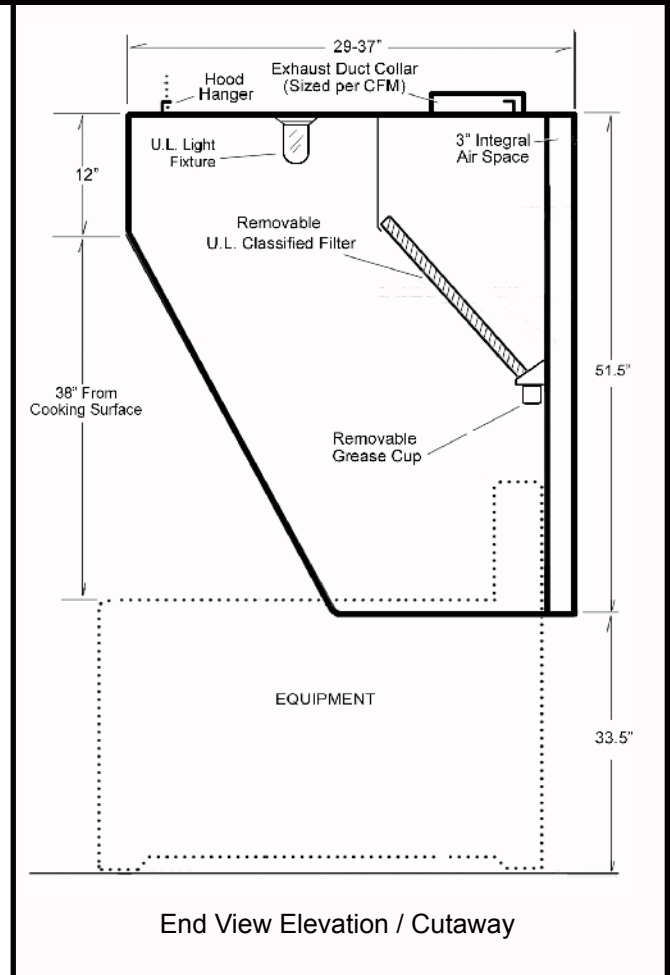 29-37"
Hood
Hanger
Exhaust Duct Collar
(Sized per CFM)
12"
U.L. Light
Fixture
3" Integral
Air Space
Removable
U.L. Classified Filter
38" From
Cooking Surface
51.5"
Removable
Grease Cup
EQUIPMENT
33.5"
End View Elevation / Cutaway